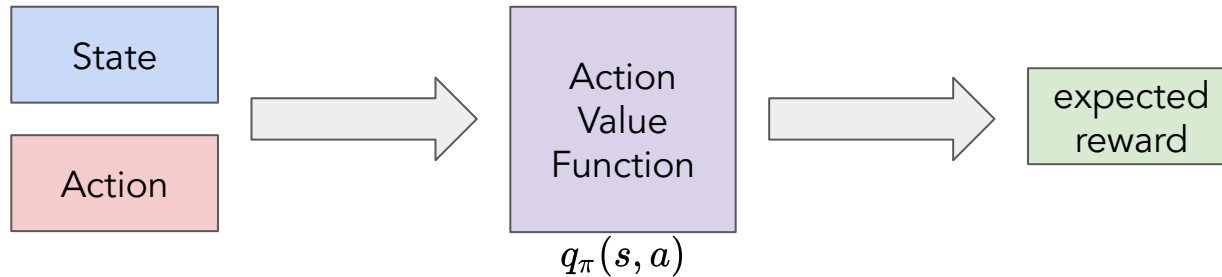 State
Action
Action
Value
Function
qπ(s, a)
expected
reward